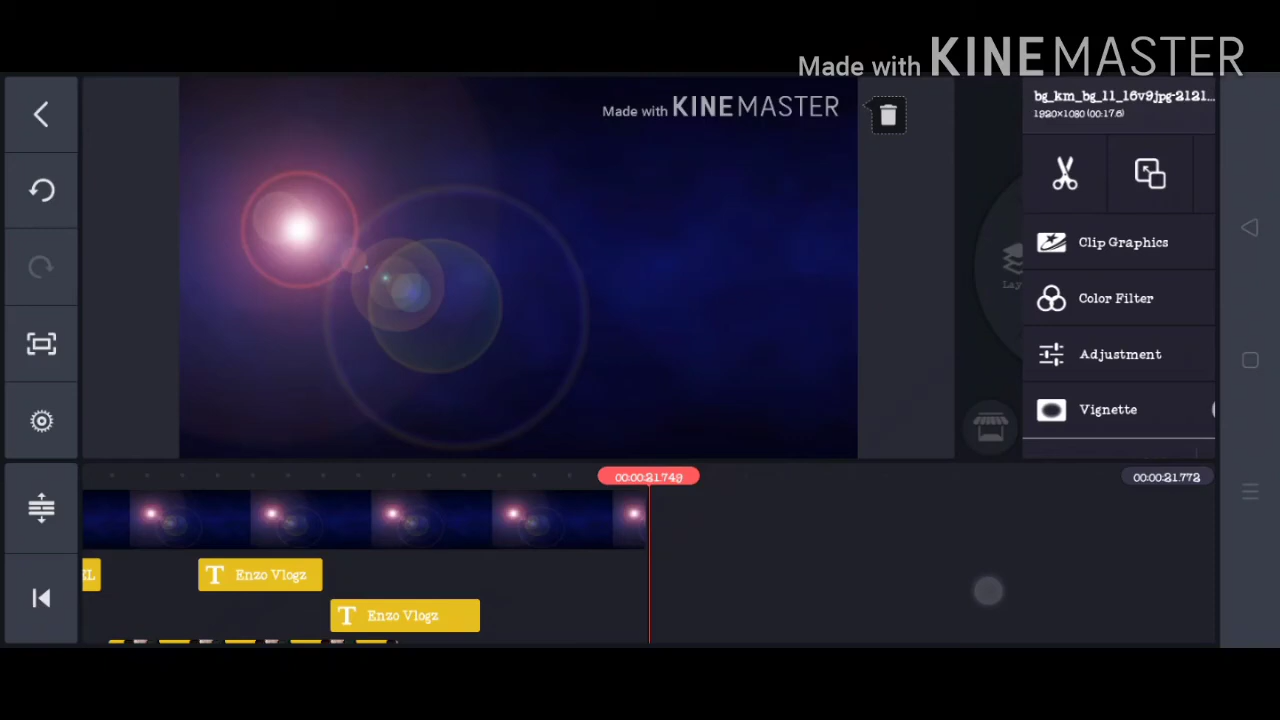 Made with KINEMASTER
Made with KINEMASTER
bg_km_bg_11_16v9jpg-2121...
1920×1080 (00:17.6)
Clip Graphics
Color Filter
Adjustment
Vignette
00:00:21.749
00:00:21.772
EL
Enzo Vlogz
Enzo Vlogz